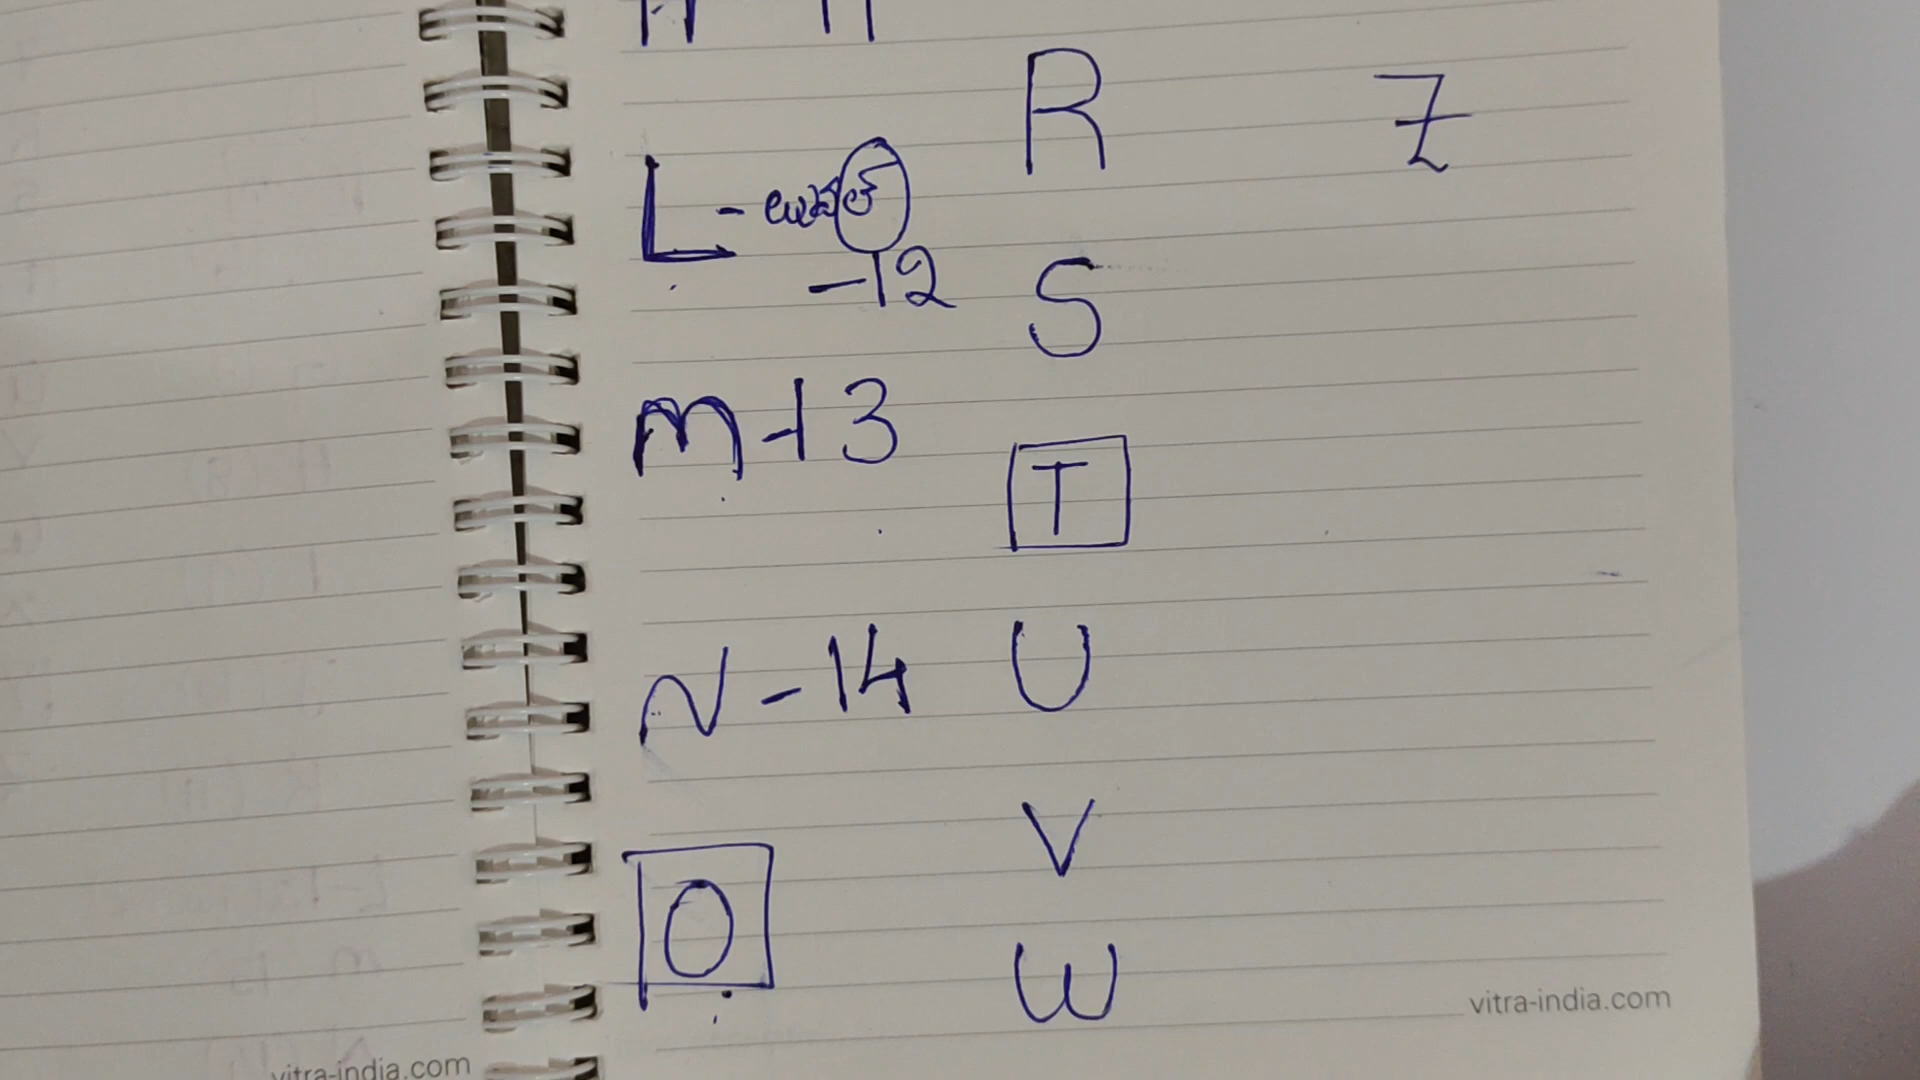 L - -12
M - 13
N - 14
O
R
S
T
U
V
W
Z
vitra-india.com
vitra-india.com